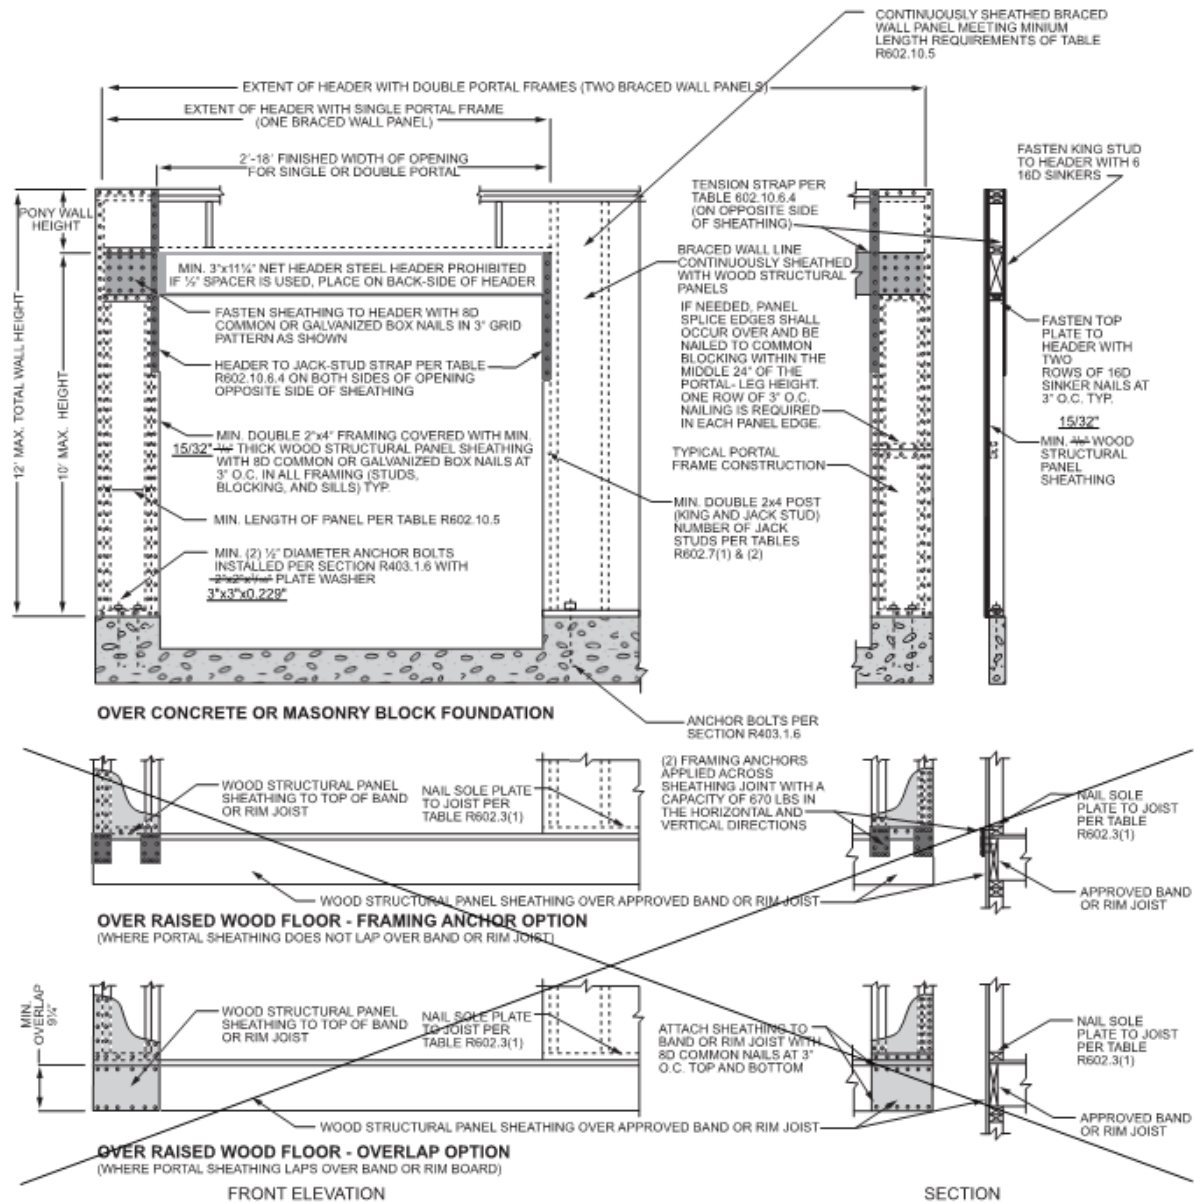 CONTINUOUSLY SHEATHED BRACED
WALL PANEL MEETING MINIUM
LENGTH REQUIREMENTS OF TABLE
R602.10.5
EXTENT OF HEADER WITH DOUBLE PORTAL FRAMES (TWO BRACED WALL PANELS)
EXTENT OF HEADER WITH SINGLE PORTAL FRAME
(ONE BRACED WALL PANEL)
2'-18' FINISHED WIDTH OF OPENING
FOR SINGLE OR DOUBLE PORTAL
FASTEN KING STUD
TO HEADER WITH 6
16D SINKERS
TENSION STRAP PER
TABLE 602.10.6.4
(ON OPPOSITE SIDE
OF SHEATHING)
PONY WALL
HEIGHT
BRACED WALL LINE
CONTINUOUSLY SHEATHED
WITH WOOD STRUCTURAL
PANELS
MIN. 3"x11¼" NET HEADER STEEL HEADER PROHIBITED
IF ½" SPACER IS USED, PLACE ON BACK-SIDE OF HEADER
FASTEN SHEATHING TO HEADER WITH 8D
COMMON OR GALVANIZED BOX NAILS IN 3" GRID
PATTERN AS SHOWN
IF NEEDED, PANEL
SPLICE EDGES SHALL
OCCUR OVER AND BE
NAILED TO COMMON
BLOCKING WITHIN THE
MIDDLE 24" OF THE
PORTAL- LEG HEIGHT.
ONE ROW OF 3" O.C.
NAILING IS REQUIRED
IN EACH PANEL EDGE.
FASTEN TOP
PLATE TO
HEADER WITH
TWO
ROWS OF 16D
SINKER NAILS AT
3" O.C. TYP.
HEADER TO JACK-STUD STRAP PER TABLE
R602.10.6.4 ON BOTH SIDES OF OPENING
OPPOSITE SIDE OF SHEATHING
12' MAX. TOTAL WALL HEIGHT
10' MAX. HEIGHT
MIN. DOUBLE 2"x4" FRAMING COVERED WITH MIN.
15/32" THICK WOOD STRUCTURAL PANEL SHEATHING
WITH 8D COMMON OR GALVANIZED BOX NAILS AT
3" O.C. IN ALL FRAMING (STUDS,
BLOCKING, AND SILLS) TYP.
15/32"
MIN. WOOD
STRUCTURAL
PANEL
SHEATHING
TYPICAL PORTAL
FRAME CONSTRUCTION
MIN. LENGTH OF PANEL PER TABLE R602.10.5
MIN. DOUBLE 2x4 POST
(KING AND JACK STUD)
NUMBER OF JACK
STUDS PER TABLES
R602.7(1) & (2)
MIN. (2) ½" DIAMETER ANCHOR BOLTS
INSTALLED PER SECTION R403.1.6 WITH
PLATE WASHER
3"x3"x0.229"
OVER CONCRETE OR MASONRY BLOCK FOUNDATION
ANCHOR BOLTS PER
SECTION R403.1.6
WOOD STRUCTURAL PANEL
SHEATHING TO TOP OF BAND
OR RIM JOIST
NAIL SOLE PLATE
TO JOIST PER
TABLE R602.3(1)
(2) FRAMING ANCHORS
APPLIED ACROSS
SHEATHING JOINT WITH A
CAPACITY OF 670 LBS IN
THE HORIZONTAL AND
VERTICAL DIRECTIONS
NAIL SOLE
PLATE TO JOIST
PER TABLE
R602.3(1)
WOOD STRUCTURAL PANEL SHEATHING OVER APPROVED BAND OR RIM JOIST
APPROVED BAND
OR RIM JOIST
OVER RAISED WOOD FLOOR - FRAMING ANCHOR OPTION
(WHERE PORTAL SHEATHING DOES NOT LAP OVER BAND OR RIM JOIST)
MIN.
OVERLAP
9¼"
WOOD STRUCTURAL PANEL
SHEATHING TO TOP OF BAND
OR RIM JOIST
NAIL SOLE PLATE
TO JOIST PER
TABLE R602.3(1)
ATTACH SHEATHING TO
BAND OR RIM JOIST WITH
8D COMMON NAILS AT 3"
O.C. TOP AND BOTTOM
NAIL SOLE
PLATE TO JOIST
PER TABLE
R602.3(1)
WOOD STRUCTURAL PANEL SHEATHING OVER APPROVED BAND OR RIM JOIST
APPROVED BAND
OR RIM JOIST
OVER RAISED WOOD FLOOR - OVERLAP OPTION
(WHERE PORTAL SHEATHING LAPS OVER BAND OR RIM BOARD)
FRONT ELEVATION
SECTION